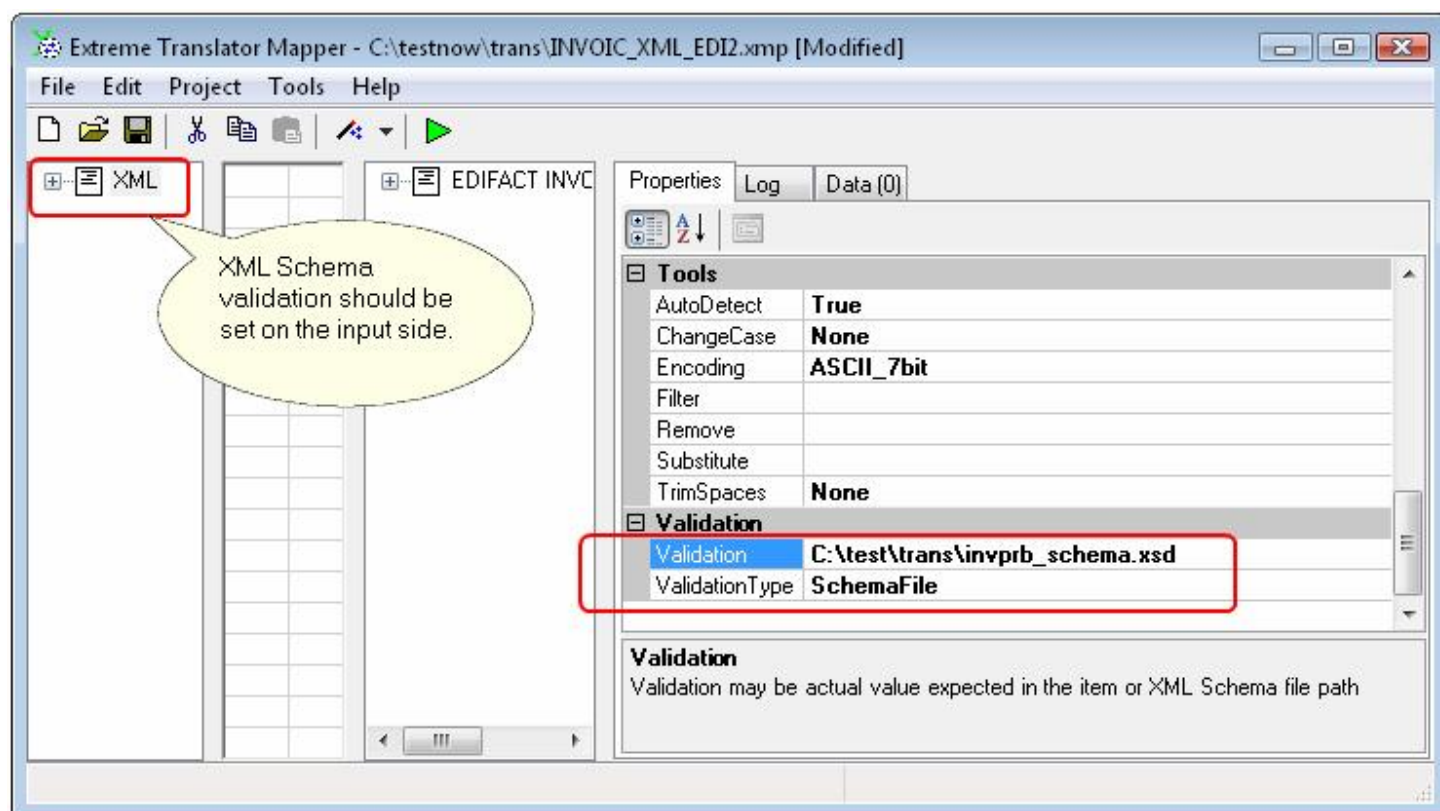 Extreme Translator Mapper - C:\testnow\trans\INVOIC_XML_EDI2.xmp [Modified]
File Edit Project Tools Help
XML
EDIFACT INVC
XML Schema
validation should be
set on the input side.
Properties Log Data (0)
Tools
AutoDetect True
ChangeCase None
Encoding ASCII_7bit
Filter
Remove
Substitute
TrimSpaces None
Validation
Validation C:\test\trans\invprb_schema.xsd
ValidationType SchemaFile
Validation
Validation may be actual value expected in the item or XML Schema file path